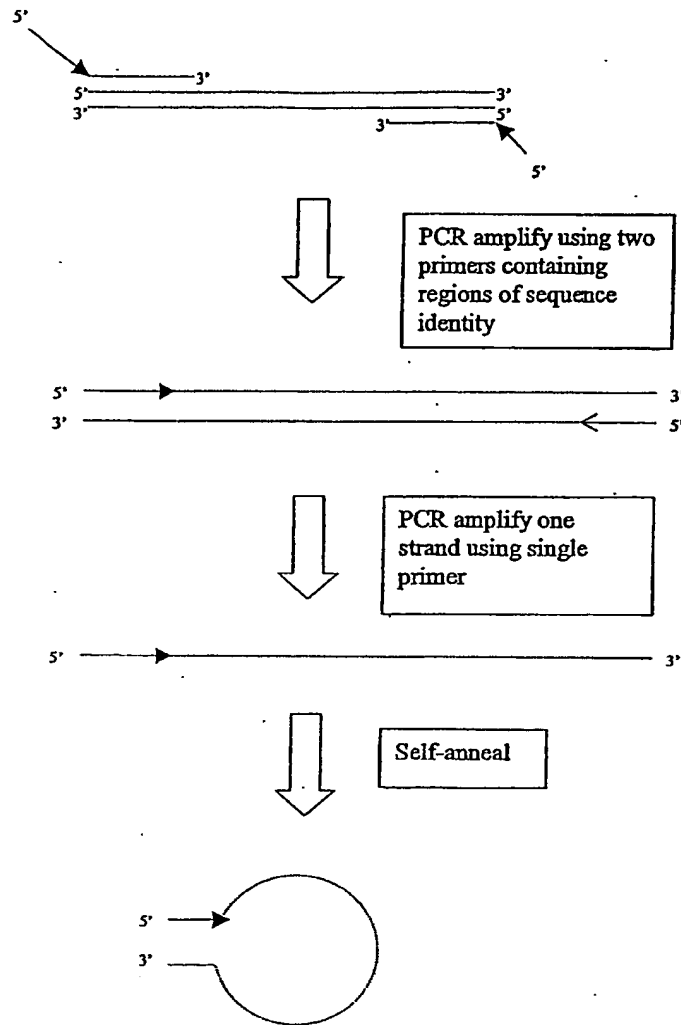 5'
3'
5' 3'
3' 5'
3'
5'
PCR amplify using two
primers containing
regions of sequence
identity
5' 3'
3' 5'
PCR amplify one
strand using single
primer
5' 3'
Self-anneal
5'
3'